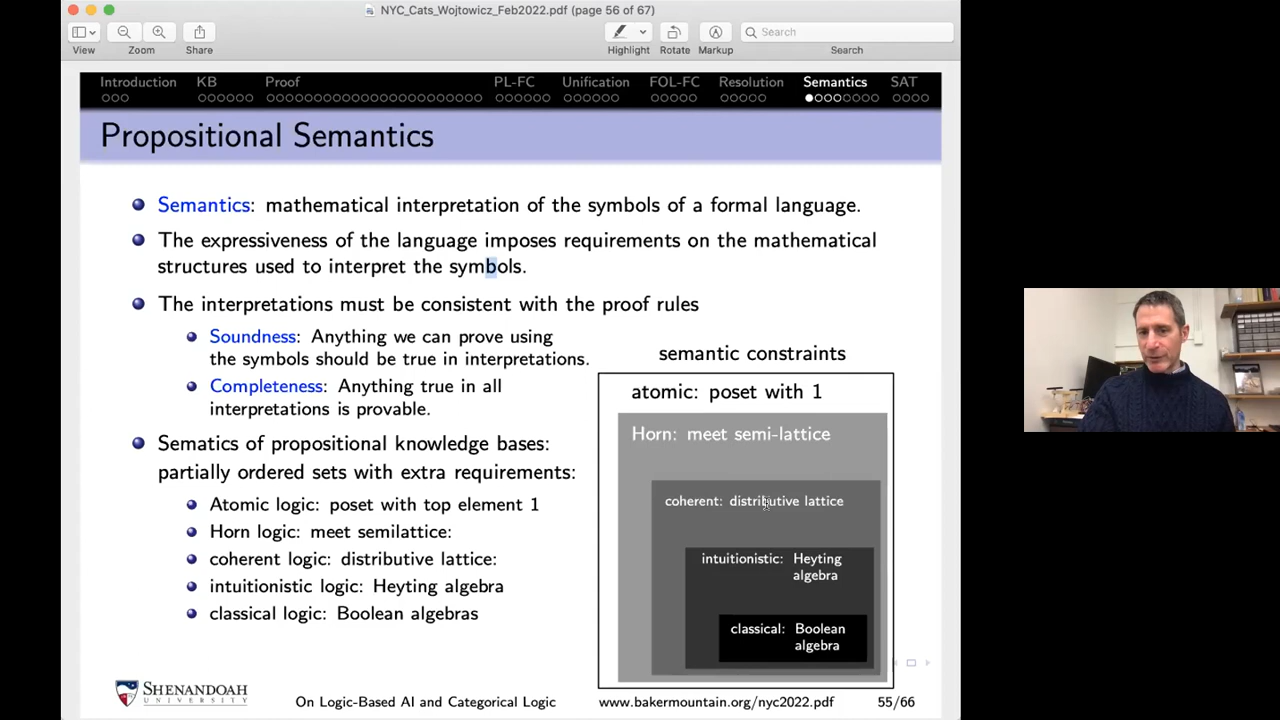 NYC_Cats_Wojtowicz_Feb2022.pdf (page 56 of 67)
View
Zoom
Share
Highlight
Rotate
Markup
Search
Search
Introduction
KB
Proof
PL-FC
Unification
FOL-FC
Resolution
Semantics
SAT
Propositional Semantics
Semantics: mathematical interpretation of the symbols of a formal language.
The expressiveness of the language imposes requirements on the mathematical
structures used to interpret the symbols.
The interpretations must be consistent with the proof rules
Soundness: Anything we can prove using
the symbols should be true in interpretations.
Completeness: Anything true in all
interpretations is provable.
Sematics of propositional knowledge bases:
partially ordered sets with extra requirements:
Atomic logic: poset with top element 1
Horn logic: meet semilattice:
coherent logic: distributive lattice:
intuitionistic logic: Heyting algebra
classical logic: Boolean algebras
semantic constraints
atomic: poset with 1
Horn: meet semi-lattice
coherent: distributive lattice
intuitionistic: Heyting
algebra
classical: Boolean
algebra
SHENANDOAH
UNIVERSITY
On Logic-Based AI and Categorical Logic
www.bakermountain.org/nyc2022.pdf
55/66